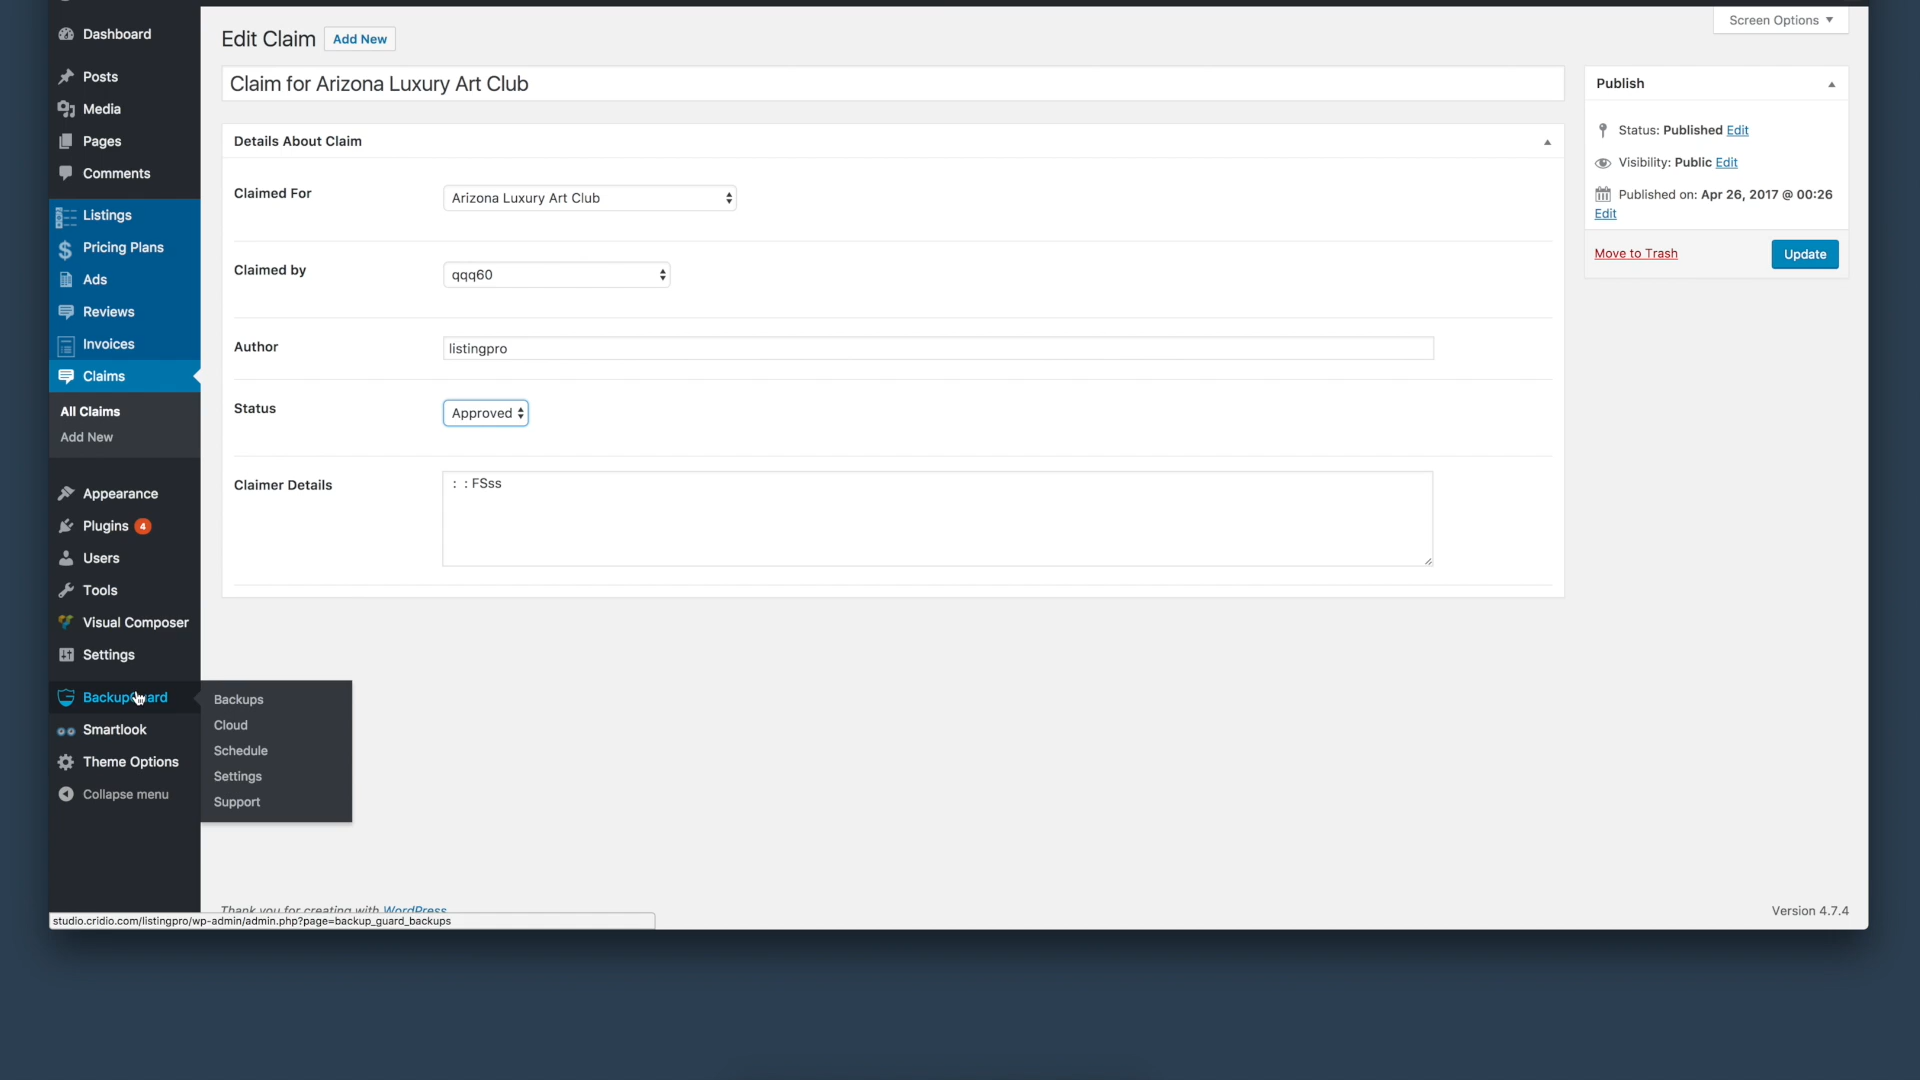 Dashboard
Posts
Media
Pages
Comments
Listings
Pricing Plans
Ads
Reviews
Invoices
Claims
All Claims
Add New
Appearance
Plugins 4
Users
Tools
Visual Composer
Settings
Smartlook
Theme Options
Collapse menu
Backups
Cloud
Schedule
Settings
Support
Screen Options
Edit Claim Add New
Claim for Arizona Luxury Art Club
Details About Claim
Claimed For Arizona Luxury Art Club
Claimed by qqq60
Author listingpro
Status Approved
Claimer Details : : FSss
Publish
Status: Published Edit
Visibility: Public Edit
Published on: Apr 26, 2017 @ 00:26
Edit
Move to Trash Update
Thank you for creating with WordPress
Version 4.7.4
studio.cridio.com/listingpro/wp-admin/admin.php?page=backup_guard_backups